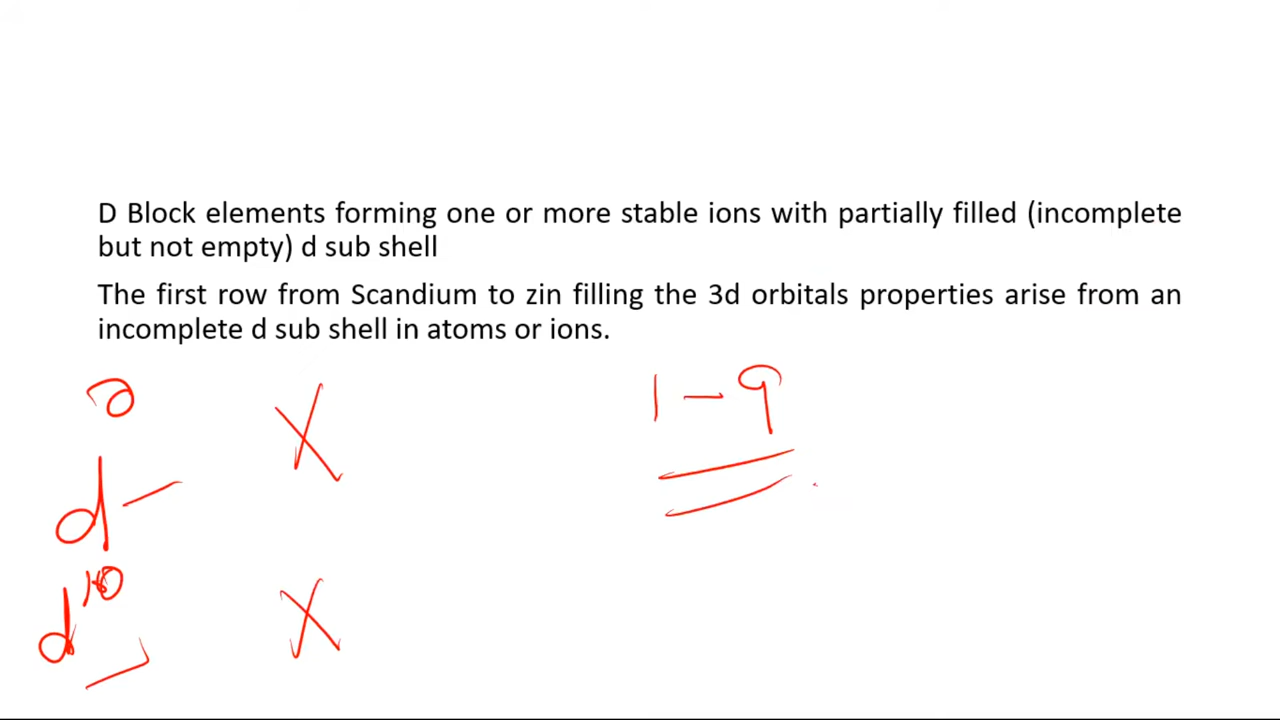 D Block elements forming one or more stable ions with partially filled (incomplete
but not empty) d sub shell
The first row from Scandium to zin filling the 3d orbitals properties arise from an
incomplete d sub shell in atoms or ions.
1-9
d
X
d10
X